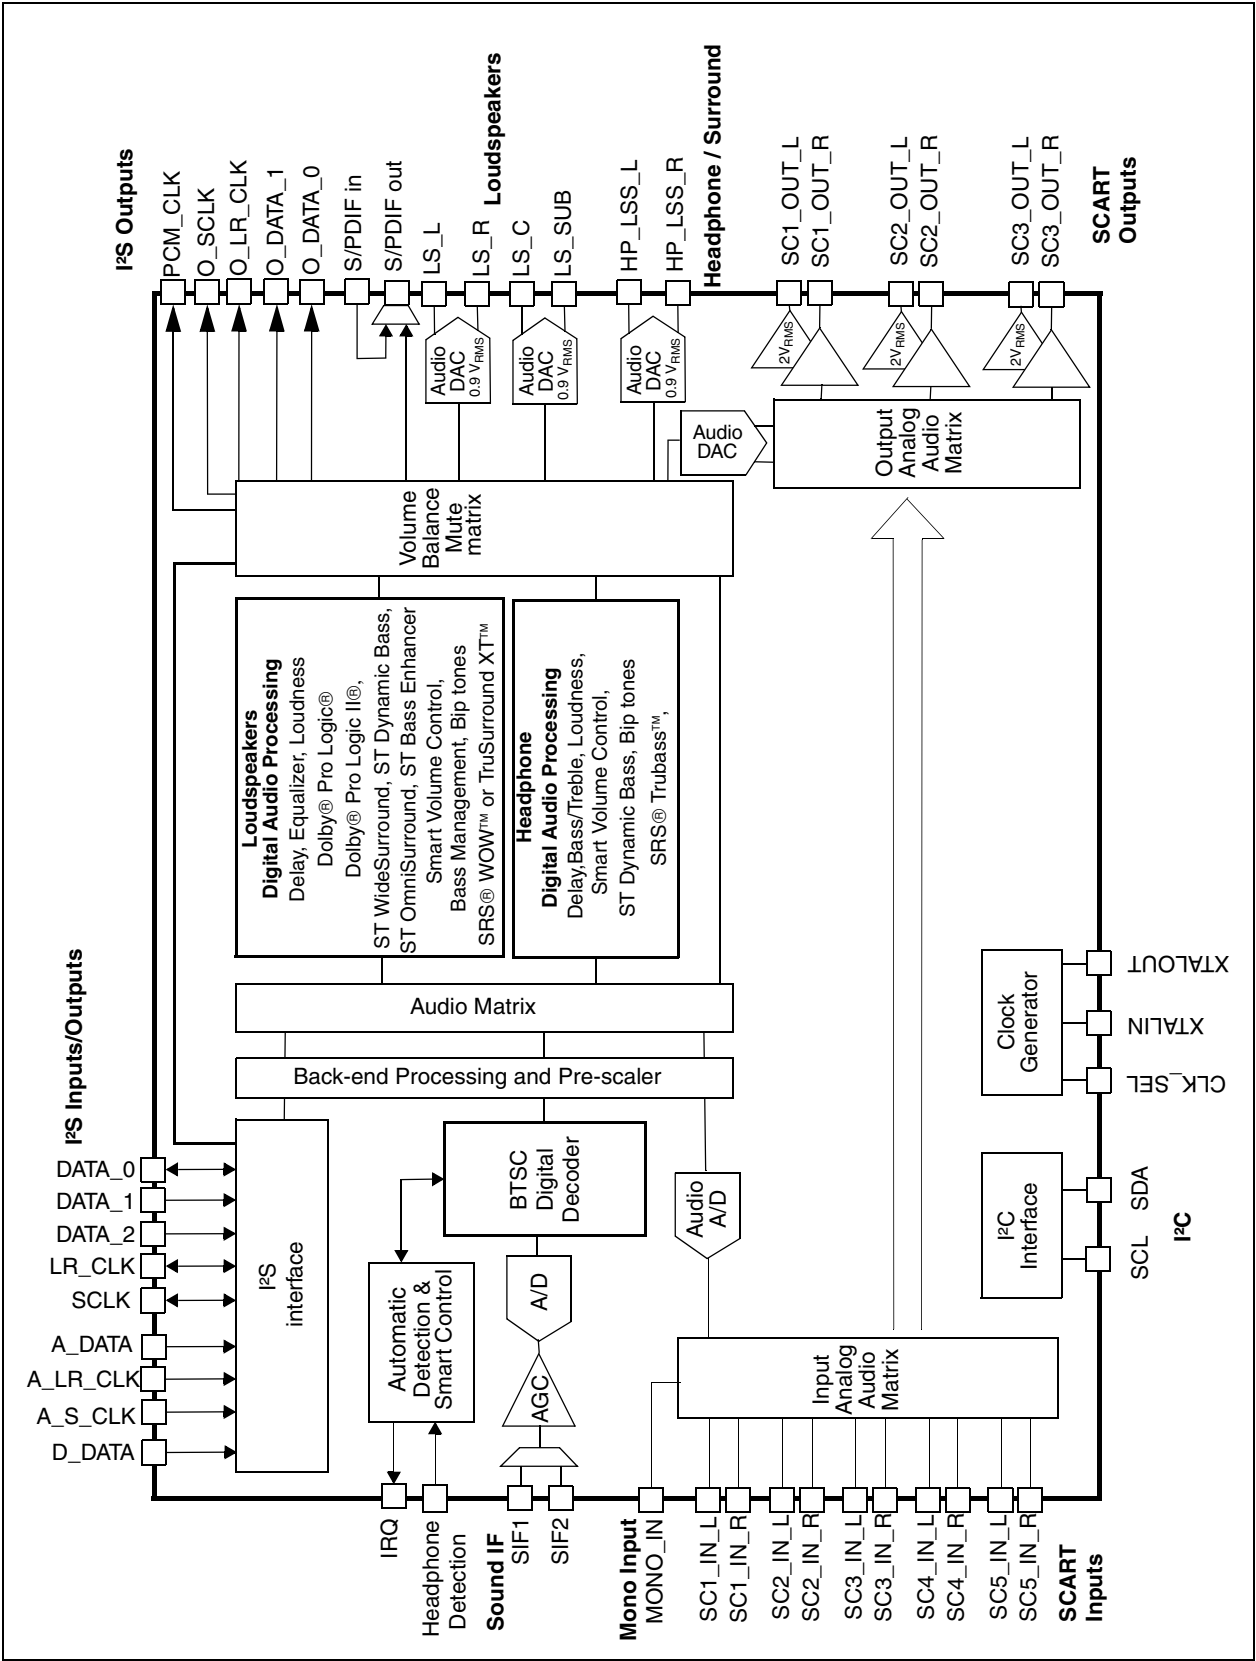 I²S Outputs
PCM_CLK
O_SCLK
O_LR_CLK
O_DATA_1
O_DATA_0
S/PDIF in
S/PDIF out
LS_L
LS_R
Loudspeakers
LS_C
LS_SUB
HP_LSS_L
HP_LSS_R
Headphone / Surround
SC1_OUT_L
SC1_OUT_R
SC2_OUT_L
SC2_OUT_R
SC3_OUT_L
SC3_OUT_R
SCART
Outputs
Audio
DAC
0.9 VRMS
Audio
DAC
0.9 VRMS
Audio
DAC
0.9 VRMS
2VRMS
2VRMS
2VRMS
Audio
DAC
Output
Analog
Audio
Matrix
Volume
Balance
Mute
matrix
Loudspeakers
Digital Audio Processing
Delay, Equalizer, Loudness
Dolby® Pro Logic®
Dolby® Pro Logic II®,
ST WideSurround, ST Dynamic Bass,
ST OmniSurround, ST Bass Enhancer
Smart Volume Control,
Bass Management, Bip tones
SRS® WOW™ or TruSurround XT™
Headphone
Digital Audio Processing
Delay,Bass/Treble, Loudness,
Smart Volume Control,
ST Dynamic Bass, Bip tones
SRS® Trubass™,
Audio Matrix
Back-end Processing and Pre-scaler
I²S Inputs/Outputs
DATA_0
DATA_1
DATA_2
LR_CLK
SCLK
A_DATA
A_LR_CLK
A_S_CLK
D_DATA
I²S
interface
BTSC
Digital
Decoder
Automatic
Detection &
Smart Control
A/D
AGC
Audio
A/D
Input
Analog
Audio
Matrix
Clock
Generator
XTALOUT
XTALIN
CLK_SEL
I²C
Interface
SDA
SCL
I²C
IRQ
Headphone
Detection
Sound IF
SIF1
SIF2
Mono Input
MONO_IN
SC1_IN_L
SC1_IN_R
SC2_IN_L
SC2_IN_R
SC3_IN_L
SC3_IN_R
SC4_IN_L
SC4_IN_R
SC5_IN_L
SC5_IN_R
SCART
Inputs